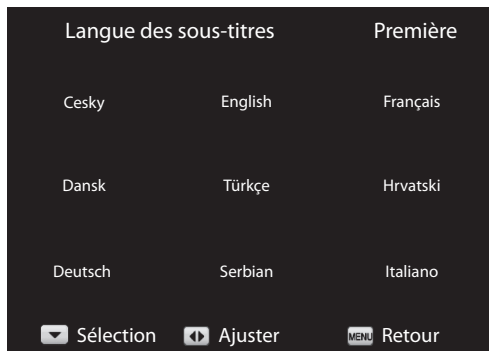 Langue des sous-titres Première
Cesky English Français
Dansk Türkçe Hrvatski
Deutsch Serbian Italiano
Sélection Ajuster MENU Retour